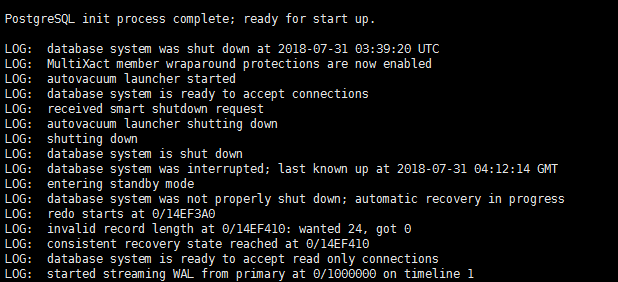 PostgreSQL init process complete; ready for start up.
LOG:  database system was shut down at 2018-07-31 03:39:20 UTC
LOG:  MultiXact member wraparound protections are now enabled
LOG:  autovacuum launcher started
LOG:  database system is ready to accept connections
LOG:  received smart shutdown request
LOG:  autovacuum launcher shutting down
LOG:  shutting down
LOG:  database system is shut down
LOG:  database system was interrupted; last known up at 2018-07-31 04:12:14 GMT
LOG:  entering standby mode
LOG:  database system was not properly shut down; automatic recovery in progress
LOG:  redo starts at 0/14EF3A0
LOG:  invalid record length at 0/14EF410: wanted 24, got 0
LOG:  consistent recovery state reached at 0/14EF410
LOG:  database system is ready to accept read only connections
LOG:  started streaming WAL from primary at 0/1000000 on timeline 1